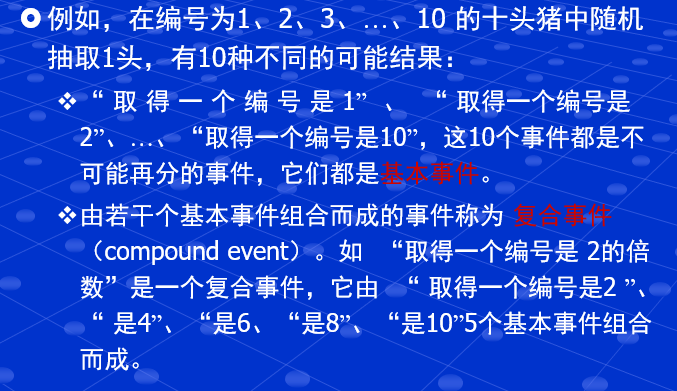 例如，在编号为1、2、3、…、10 的十头猪中随机
抽取1头，有10种不同的可能结果：
“ 取 得 一 个 编 号 是 1” 、 “ 取得一个编号是
2”、…、“取得一个编号是10”，这10个事件都是不
可能再分的事件，它们都是基本事件。
由若干个基本事件组合而成的事件称为 复合事件
（compound event）。如 “取得一个编号是 2的倍
数”是一个复合事件，它由 “ 取得一个编号是2 ”、
“ 是4”、“是6、“是8”、“是10”5个基本事件组合
而成。